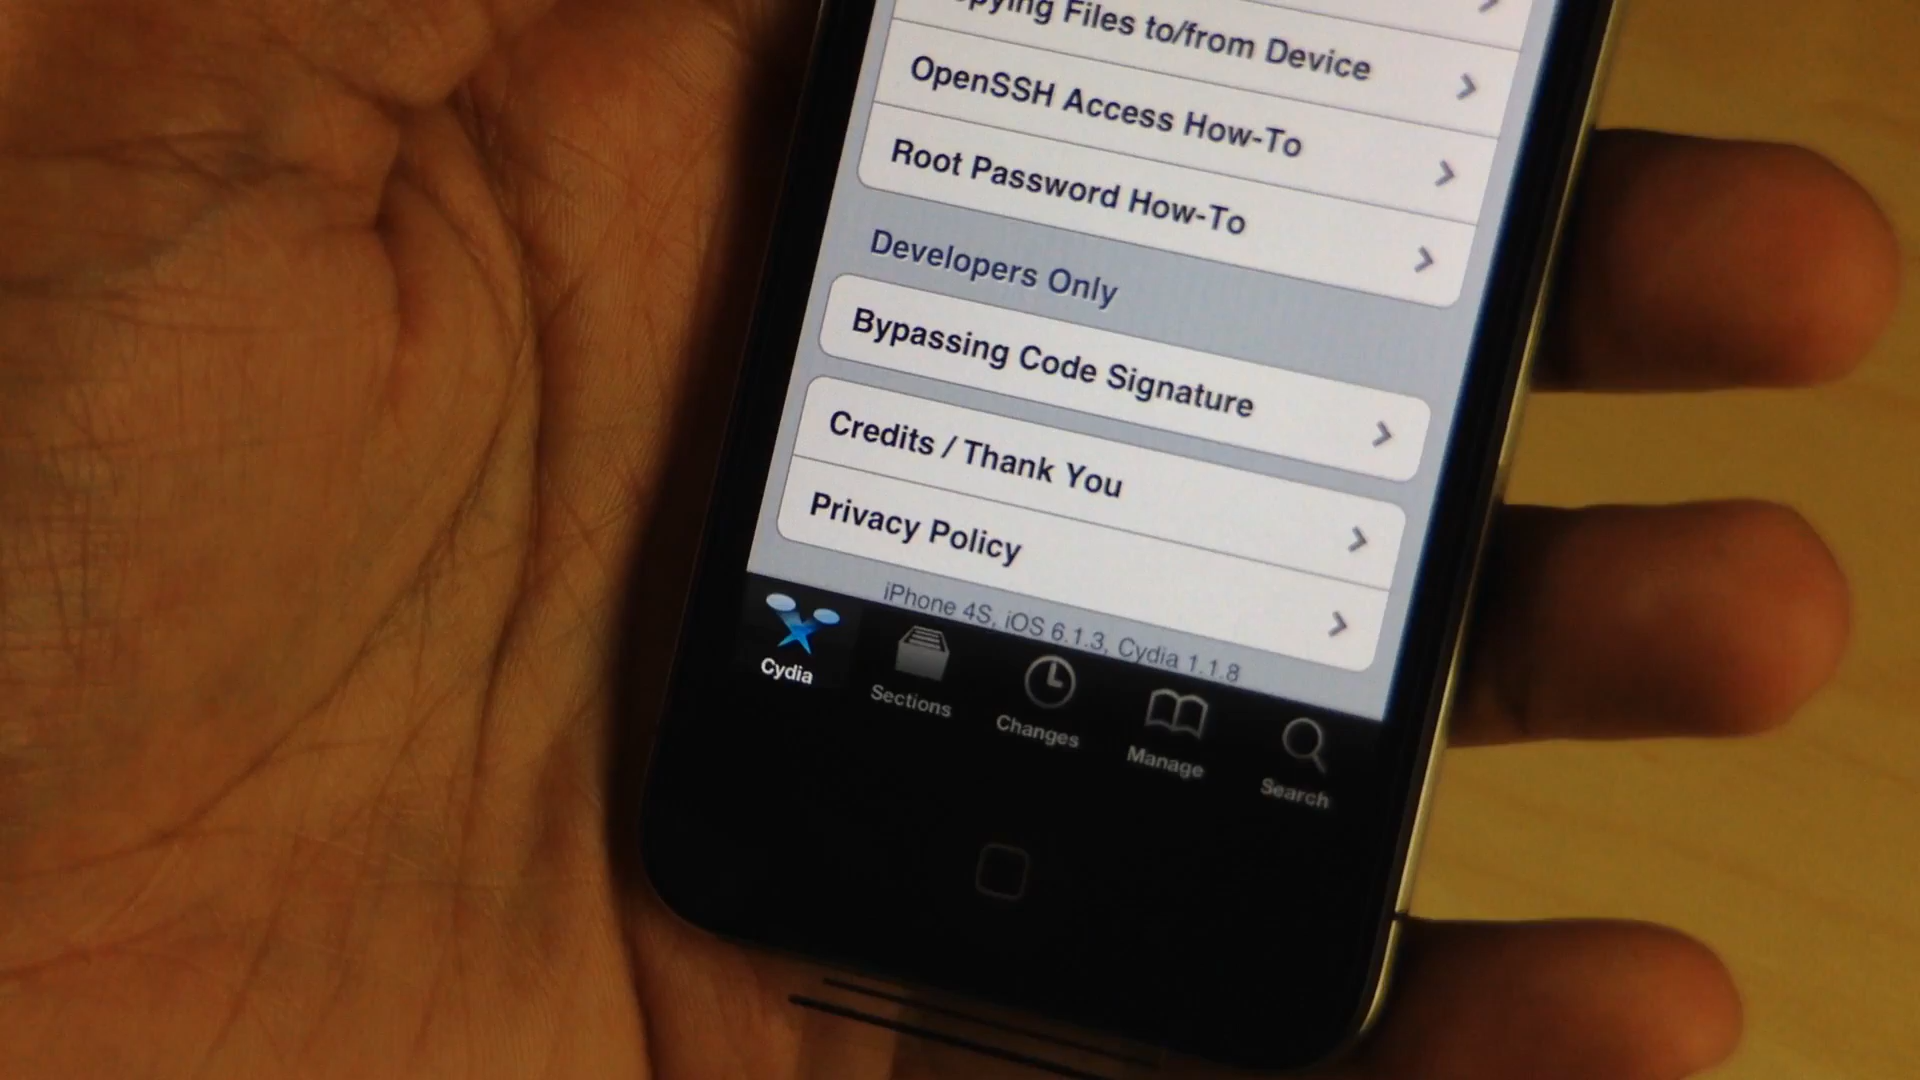 Files to/from Device
OpenSSH Access How-To
Root Password How-To
Developers Only
Bypassing Code Signature
Credits / Thank You
Privacy Policy
iPhone 4S, iOS 6.1.3, Cydia 1.1.8
Cydia
Sections
Changes
Manage
Search